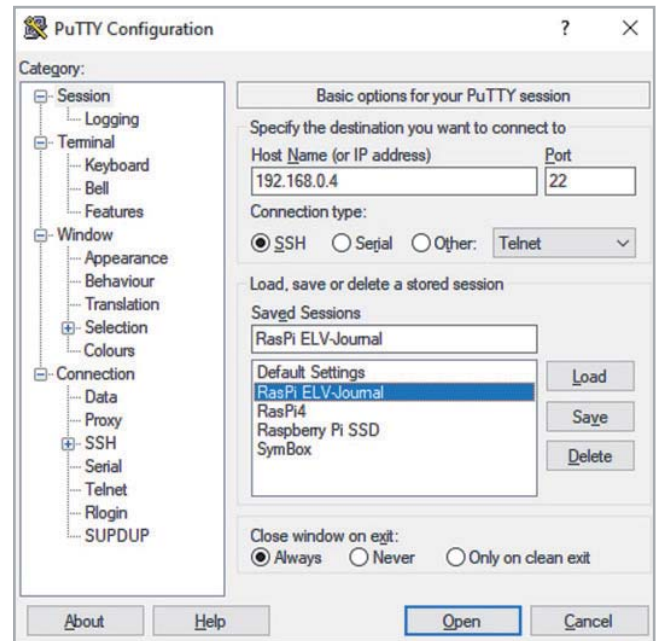 PuTTY Configuration
? ×
Category:
Session
Logging
Terminal
Keyboard
Bell
Features
Window
Appearance
Behaviour
Translation
Selection
Colours
Connection
Data
Proxy
SSH
Serial
Telnet
Rlogin
SUPDUP
Basic options for your PuTTY session
Specify the destination you want to connect to
Host Name (or IP address) Port
192.168.0.4 22
Connection type:
SSH Serial Other: Telnet
Load, save or delete a stored session
Saved Sessions
RasPi ELV-Journal
Default Settings
RasPi ELV-Journal
RasPi4
Raspberry Pi SSD
SymBox
Load
Save
Delete
Close window on exit:
Always Never Only on clean exit
About Help Open Cancel